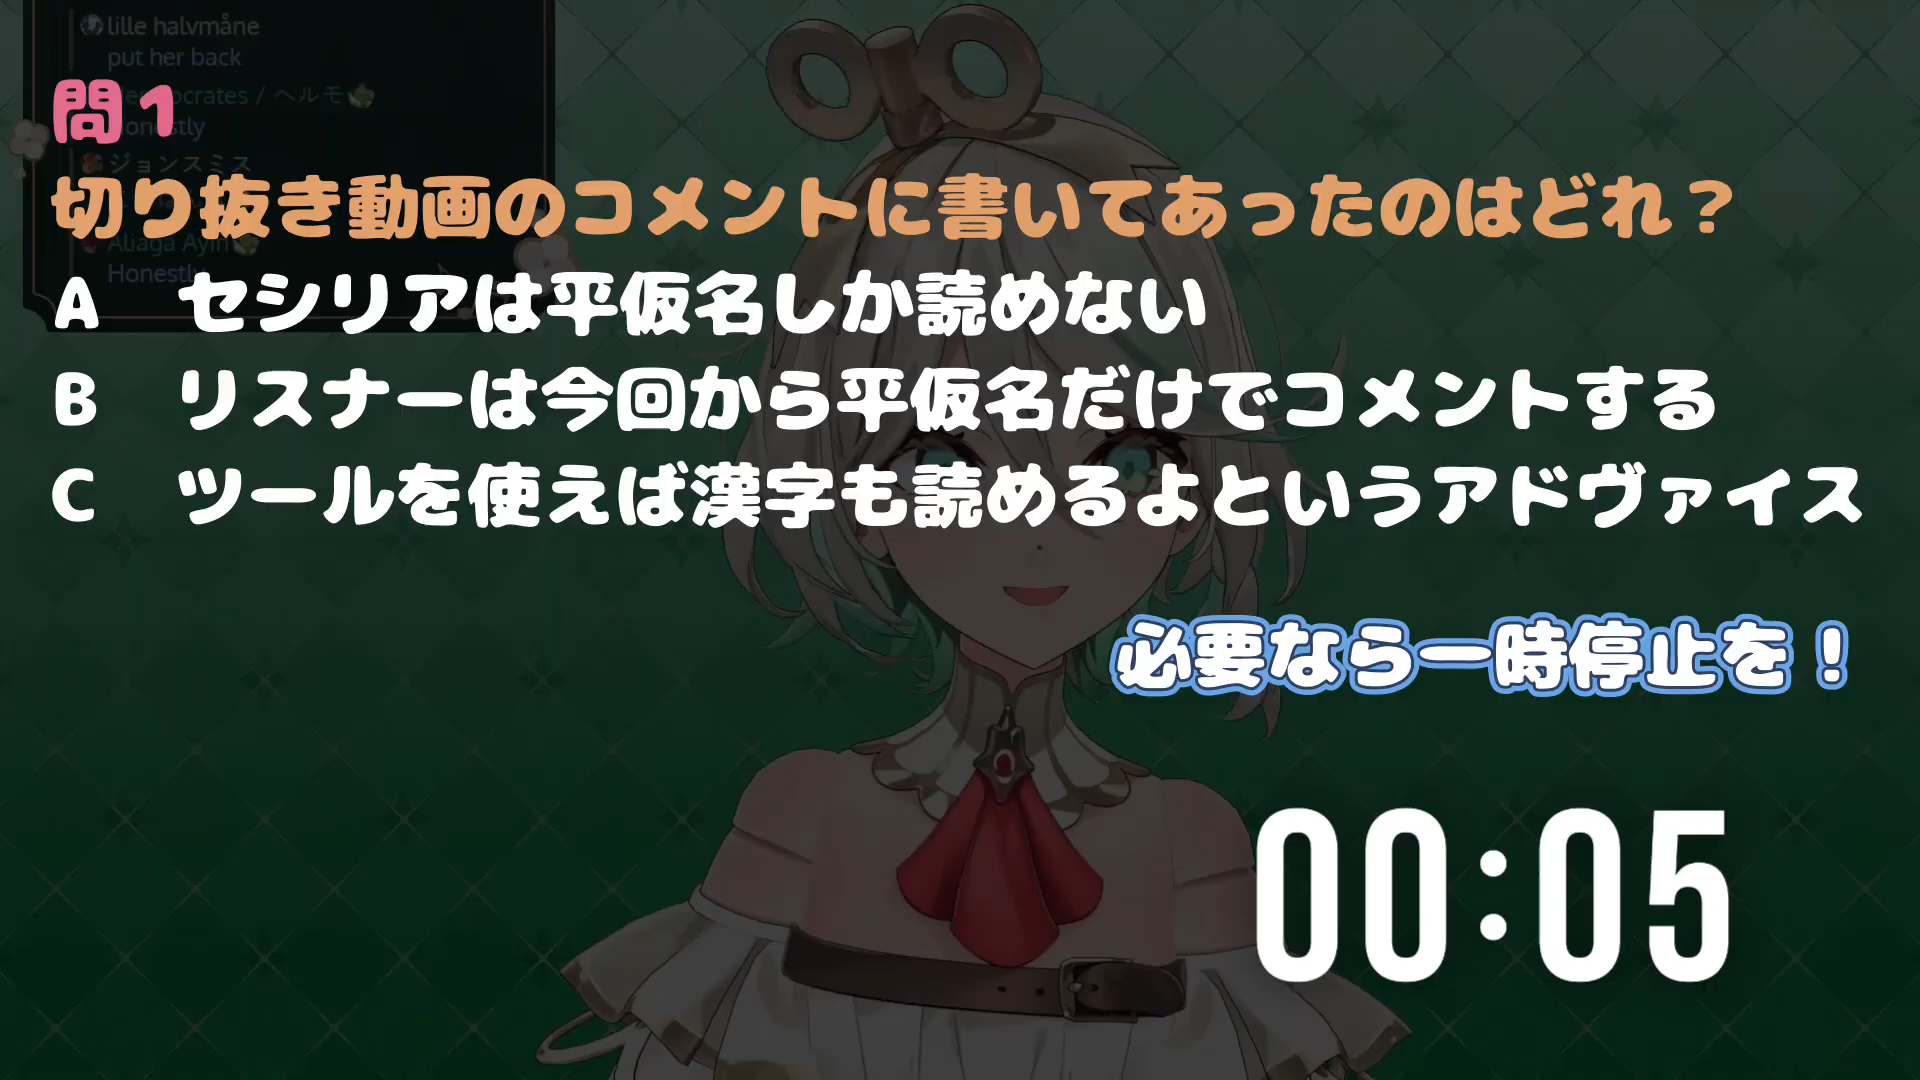 lille halvmåne
put her back
ocrates / ヘルモ
問1
ジョンスミス
切り抜き動画のコメントに書いてあったのはどれ？
Aliaga Ayin
Honestly
A　セシリアは平仮名しか読めない
B　リスナーは今回から平仮名だけでコメントする
C　ツールを使えば漢字も読めるよというアドヴァイス
必要なら一時停止を！
00:05